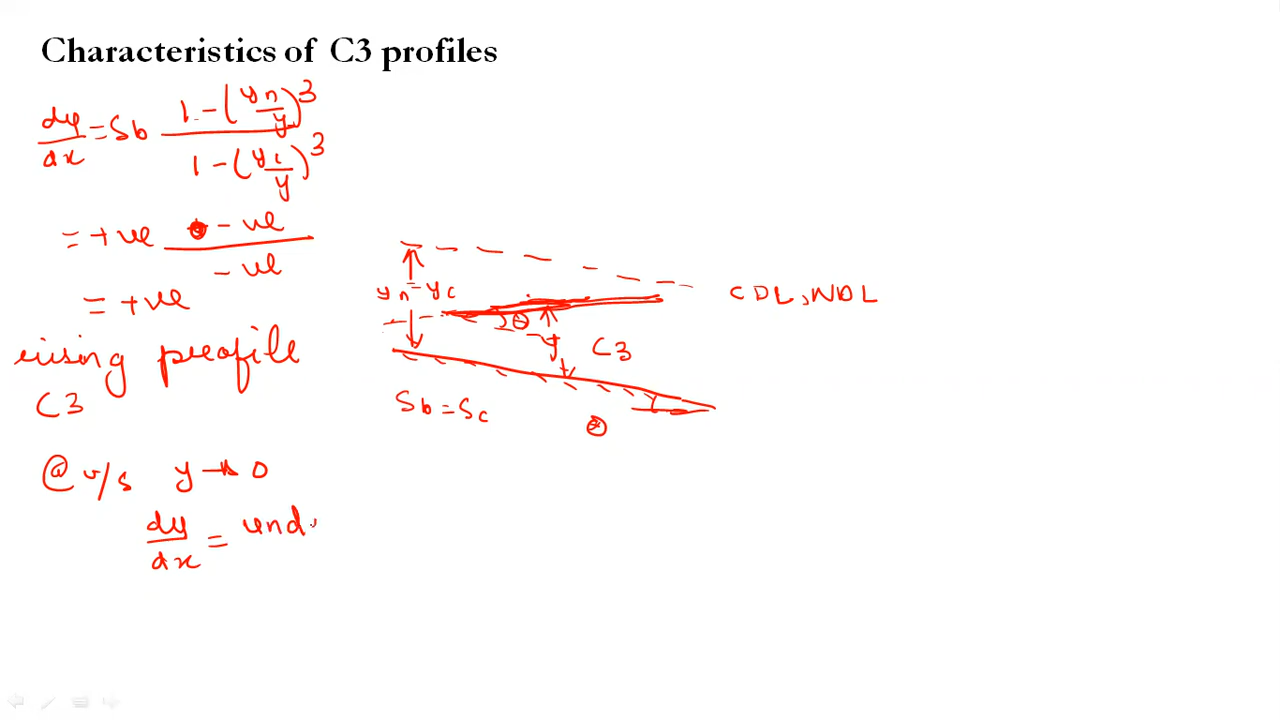 Characteristics of C3 profiles
dy/dx = Sb (1 - (yn/y)^3) / (1 - (yc/y)^3)
= +ve (- ve) / (- ve)
= +ve
rising profile
C3
@ u/s y → 0
dy/dx = und
yn = yc
CDL, NDL
θ
y
C3
Sb = Sc